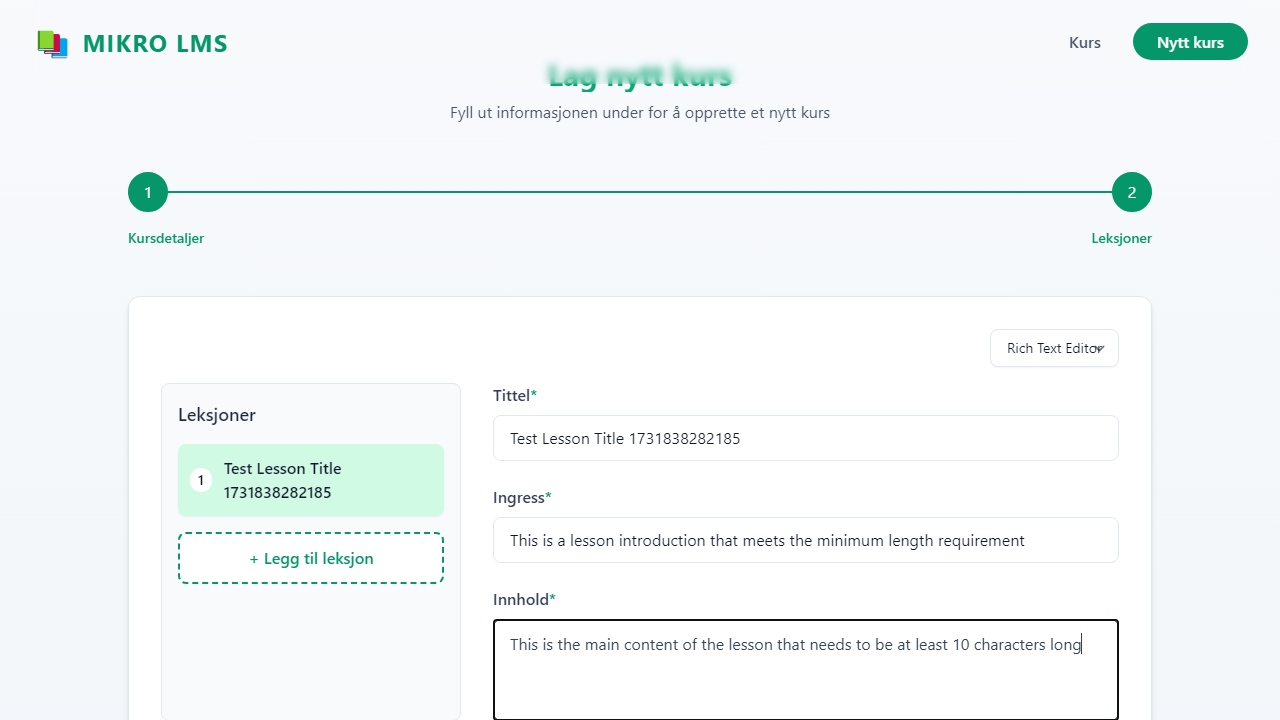 MIKRO LMS
Kurs
Nytt kurs
Lag nytt kurs
Fyll ut informasjonen under for å opprette et nytt kurs
1
2
Kursdetaljer
Leksjoner
Rich Text Editor
Leksjoner
1
Test Lesson Title
1731838282185
+ Legg til leksjon
Tittel*
Test Lesson Title 1731838282185
Ingress*
This is a lesson introduction that meets the minimum length requirement
Innhold*
This is the main content of the lesson that needs to be at least 10 characters long